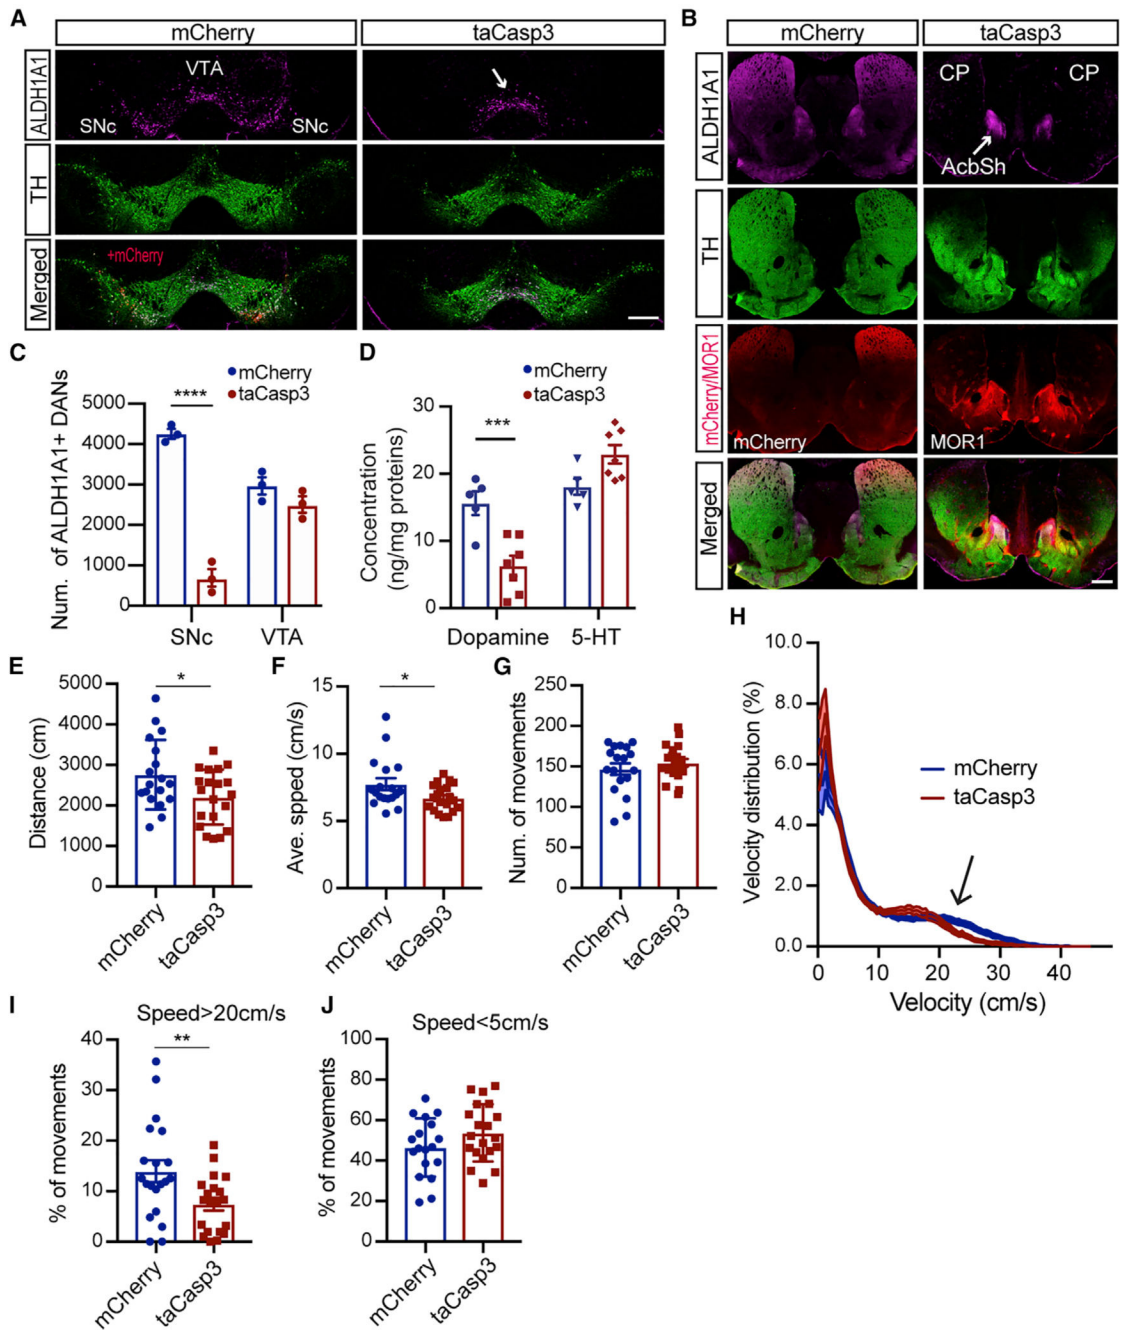 A
mCherry
taCasp3
ALDH1A1
VTA
SNc
SNc
TH
Merged
+mCherry
B
mCherry
taCasp3
ALDH1A1
CP
CP
AcbSh
TH
mCherry/MOR1
mCherry
MOR1
Merged
C
mCherry
taCasp3
****
Num. of ALDH1A1+ DANs
5000
4000
3000
2000
1000
0
SNc
VTA
D
mCherry
taCasp3
***
Concentration
(ng/mg proteins)
30
20
10
0
Dopamine
5-HT
E
*
Distance (cm)
5000
4000
3000
2000
1000
0
mCherry
taCasp3
F
*
Ave. spped (cm/s)
15
10
5
0
mCherry
taCasp3
G
Num. of movements
250
200
150
100
50
0
mCherry
taCasp3
H
Velocity distribution (%)
10.0
8.0
6.0
4.0
2.0
0.0
mCherry
taCasp3
0
10
20
30
40
Velocity (cm/s)
I
Speed>20cm/s
**
% of movements
40
30
20
10
0
mCherry
taCasp3
J
Speed<5cm/s
% of movements
100
80
60
40
20
0
mCherry
taCasp3